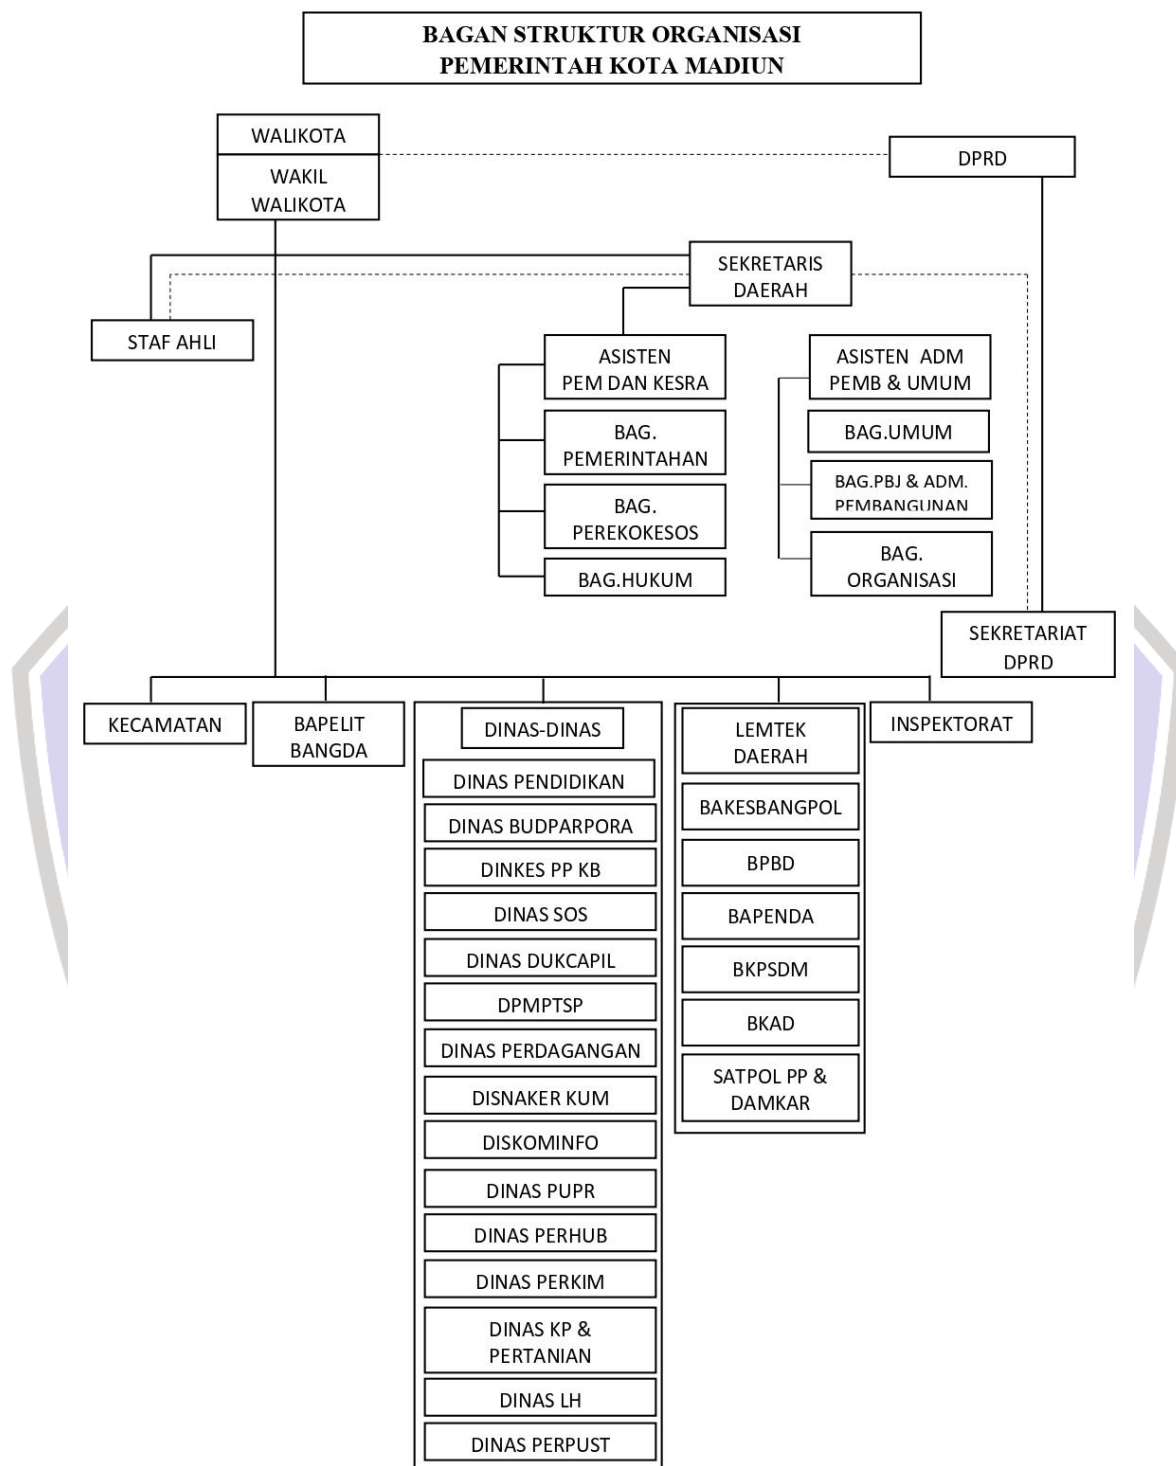 BAGAN STRUKTUR ORGANISASI
PEMERINTAH KOTA MADIUN
WALIKOTA
WAKIL
WALIKOTA
DPRD
SEKRETARIS
DAERAH
STAF AHLI
ASISTEN
PEM DAN KESRA
BAG.
PEMERINTAHAN
BAG.
PEREKOKESOS
BAG.HUKUM
ASISTEN ADM
PEMB & UMUM
BAG.UMUM
BAG.PBJ & ADM.
PEMBANGUNAN
BAG.
ORGANISASI
SEKRETARIAT
DPRD
KECAMATAN
BAPELIT
BANGDA
DINAS-DINAS
DINAS PENDIDIKAN
DINAS BUDPARPORA
DINKES PP KB
DINAS SOS
DINAS DUKCAPIL
DPMPTSP
DINAS PERDAGANGAN
DISNAKER KUM
DISKOMINFO
DINAS PUPR
DINAS PERHUB
DINAS PERKIM
DINAS KP &
PERTANIAN
DINAS LH
DINAS PERPUST
LEMTEK
DAERAH
BAKESBANGPOL
BPBD
BAPENDA
BKPSDM
BKAD
SATPOL PP &
DAMKAR
INSPEKTORAT